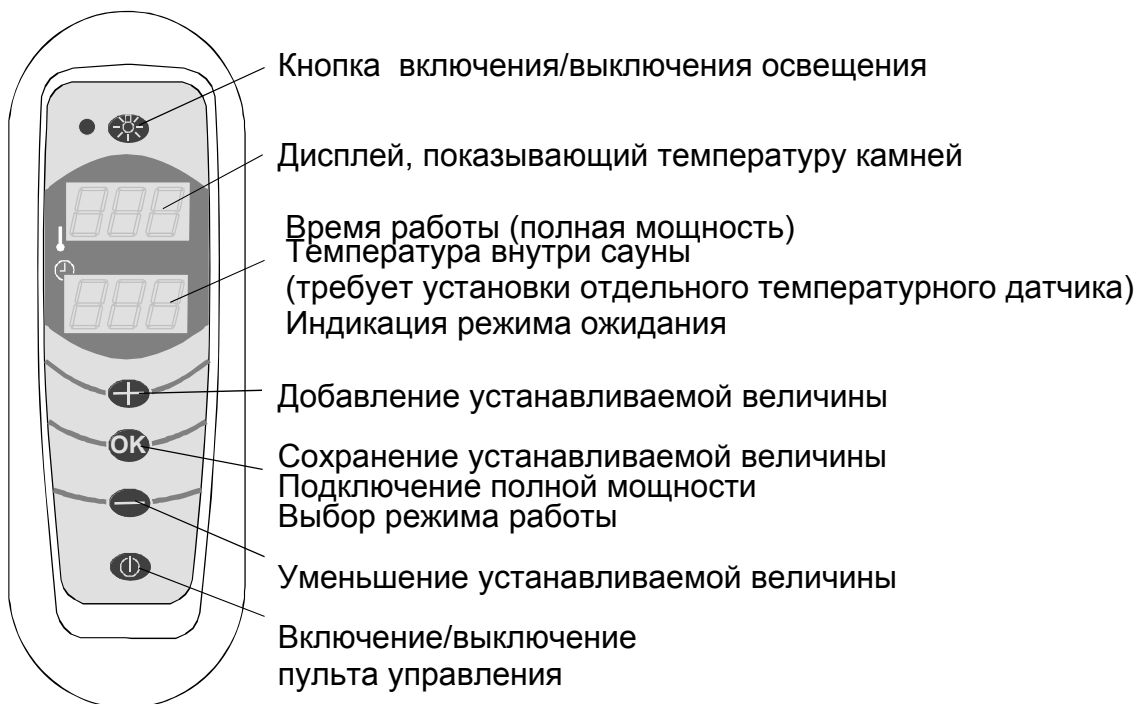 Кнопка включения/выключения освещения
Дисплей, показывающий температуру камней
Время работы (полная мощность)
Температура внутри сауны
(требует установки отдельного температурного датчика)
Индикация режима ожидания
Добавление устанавливаемой величины
OK
Сохранение устанавливаемой величины
Подключение полной мощности
Выбор режима работы
Уменьшение устанавливаемой величины
Включение/выключение
пульта управления